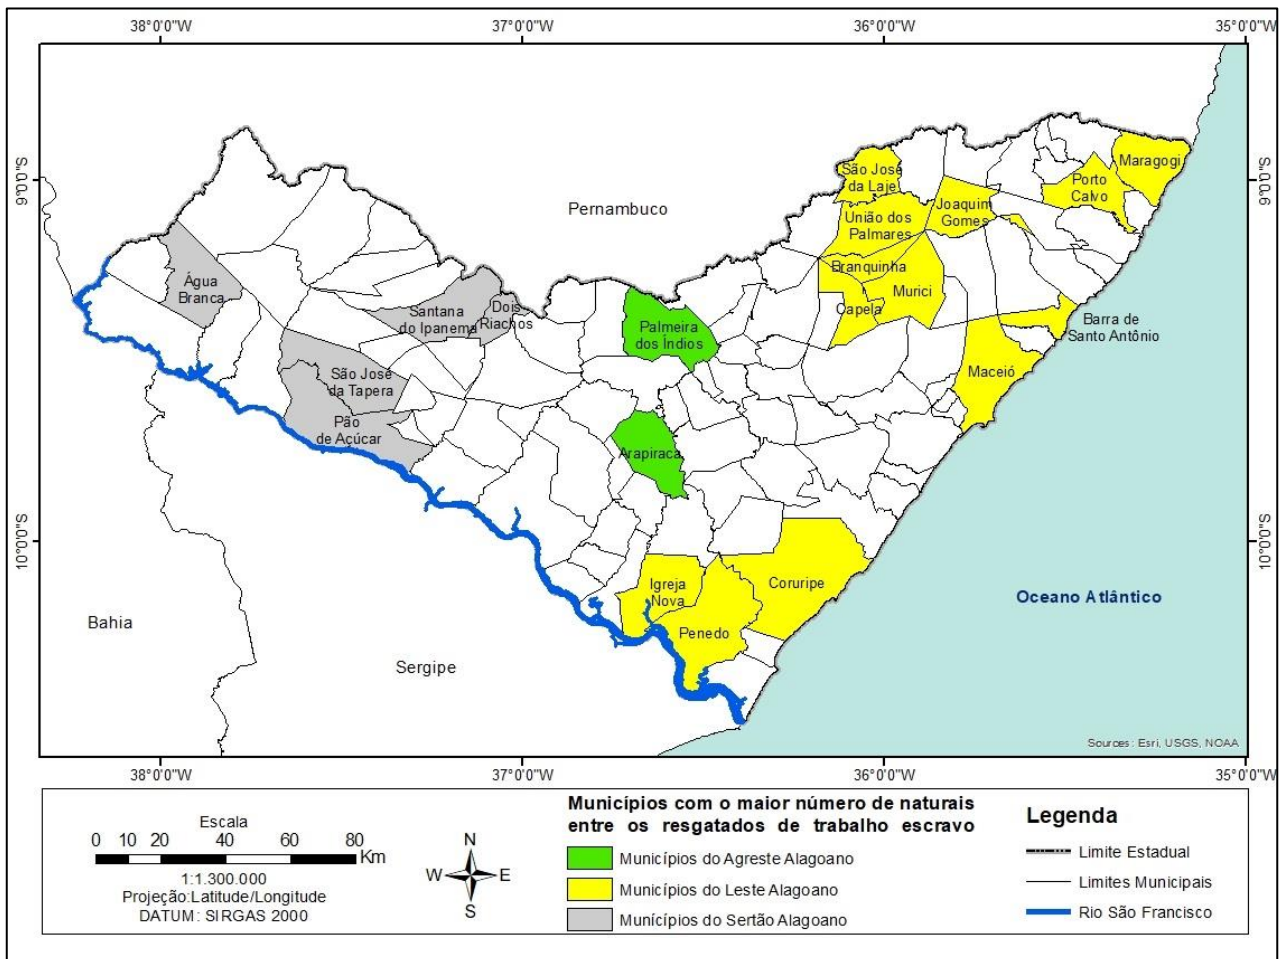 38°0'0"W
37°0'0"W
36°0'0"W
35°0'0"W
9°0'0"S
9°0'0"S
10°0'0"S
10°0'0"S
Pernambuco
Maragogi
Porto
Calvo
São José
da Laje
Joaquim
Gomes
União dos
Palmares
Branquinha
Murici
Capela
Barra de
Santo Antônio
Maceió
Água
Branca
Santana
do Ipanema
Dois
Riachos
Palmeira
dos Índios
São José
da Tapera
Pão
de Açúcar
Arapiraca
Igreja
Nova
Penedo
Coruripe
Oceano Atlântico
Bahia
Sergipe
Sources: Esri, USGS, NOAA
38°0'0"W
37°0'0"W
36°0'0"W
35°0'0"W
Escala
0 10 20 40 60 80
Km
1:1.300.000
Projeção:Latitude/Longitude
DATUM: SIRGAS 2000
N
W E
S
Municípios com o maior número de naturais
entre os resgatados de trabalho escravo
Municípios do Agreste Alagoano
Municípios do Leste Alagoano
Munícípios do Sertão Alagoano
Legenda
Limite Estadual
Limites Municipais
Rio São Francisco